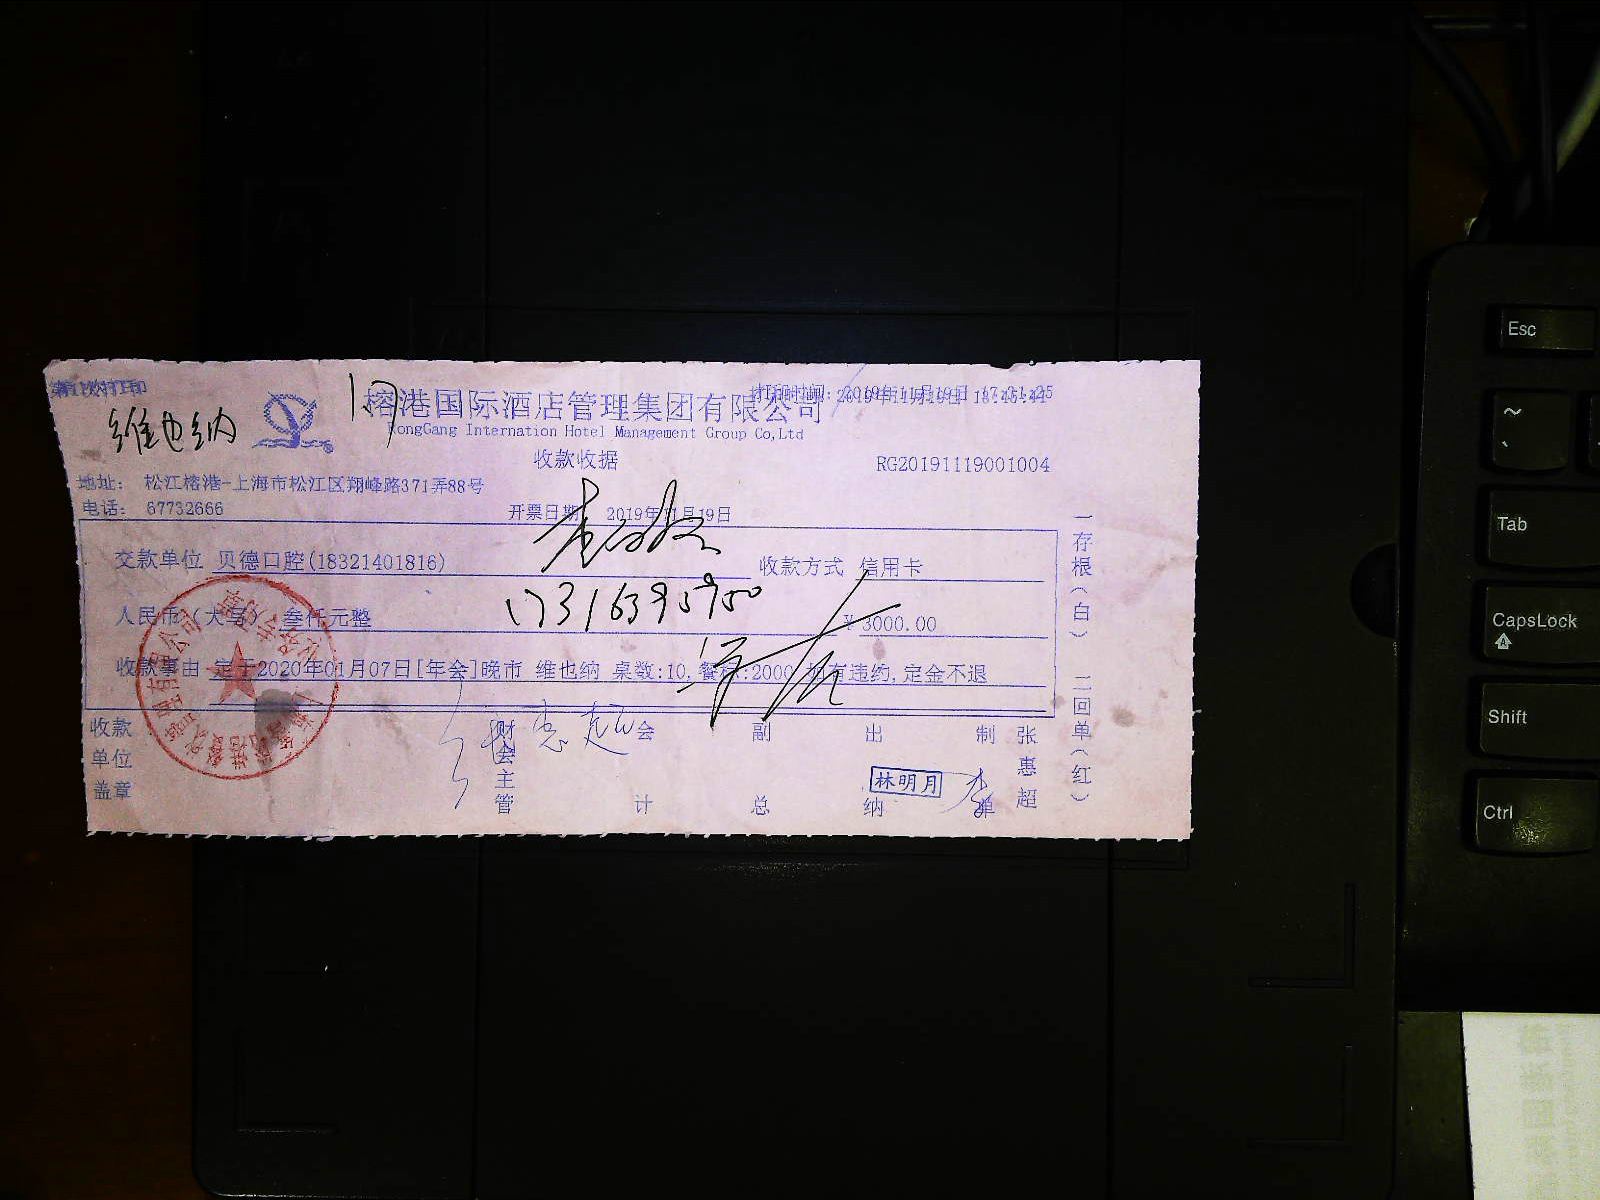 维也纳
榕港国际酒店管理集团有限公司
RongGang Internation Hotel Management Group Co,Ltd
收款收据
RG20191119001004
地址: 松江榕港-上海市松江区翔峰路371弄88号
电话: 67732666
开票日期 2019年11月19日
交款单位 贝德口腔(18321401816)
收款方式 信用卡
人民币(大写) 叁仟元整
17316395950
¥ 3000.00
收款事由 定于2020年01月07日[年会]晚市 维也纳 桌数:10,餐标:2000 如有违约,定金不退
收款单位盖章
财会主管
会计
副总
出纳
林明月
制单
张惠超
一存根(白) 二回单(红)
Esc
~
`
Tab
CapsLock
Shift
Ctrl